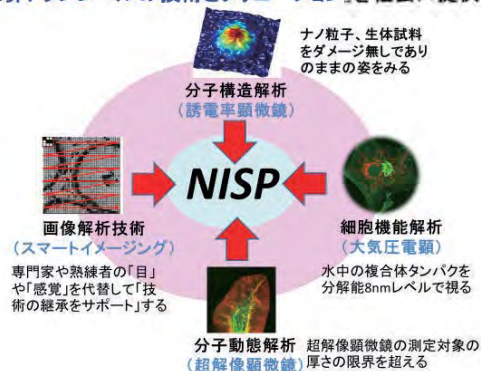 ナノ粒子、生体試料
をダメージ無しであり
のままの姿をみる
分子構造解析
(誘電率顕微鏡)
NISP
画像解析技術
(スマートイメージング)
専門家や熟練者の「目」
や「感覚」を代替して「技
術の継承をサポート」する
細胞機能解析
(大気圧電顕)
水中の複合体タンパクを
分解能8nmレベルで視る
分子動態解析
(超解像顕微鏡)
超解像顕微鏡の測定対象の
厚さの限界を超える